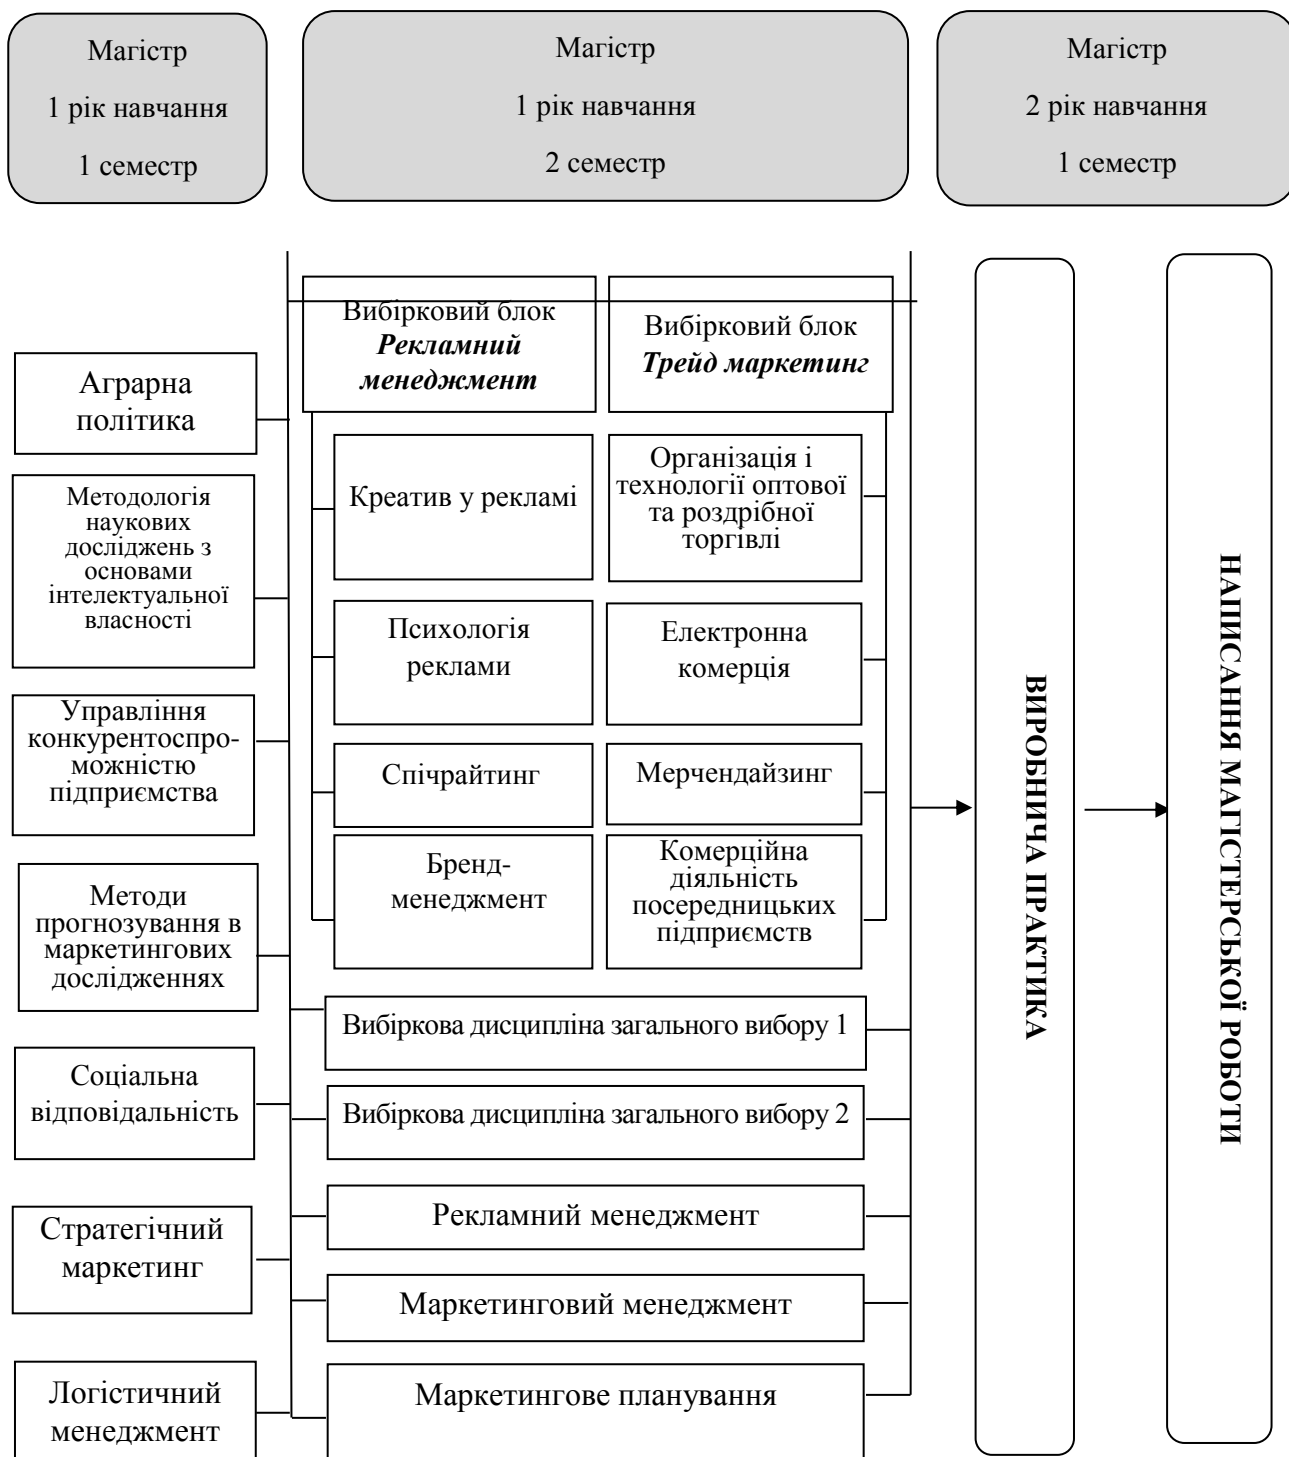 Магістр
1 рік навчання
1 семестр
Магістр
1 рік навчання
2 семестр
Магістр
2 рік навчання
1 семестр
Аграрна
політика
Методологія
наукових
досліджень з
основами
інтелектуальної
власності
Управління
конкурентоспро-
можністю
підприємства
Методи
прогнозування в
маркетингових
дослідженнях
Соціальна
відповідальність
Стратегічний
маркетинг
Логістичний
менеджмент
Вибірковий блок
Рекламний
менеджмент
Креатив у рекламі
Психологія
реклами
Спічрайтинг
Бренд-
менеджмент
Вибірковий блок
Трейд маркетинг
Організація і
технології оптової
та роздрібної
торгівлі
Електронна
комерція
Мерчендайзинг
Комерційна
діяльність
посередницьких
підприємств
Вибіркова дисципліна загального вибору 1
Вибіркова дисципліна загального вибору 2
Рекламний менеджмент
Маркетинговий менеджмент
Маркетингове планування
ВИРОБНИЧА ПРАКТИКА
НАПИСАННЯ МАГІСТЕРСЬКОЇ РОБОТИ